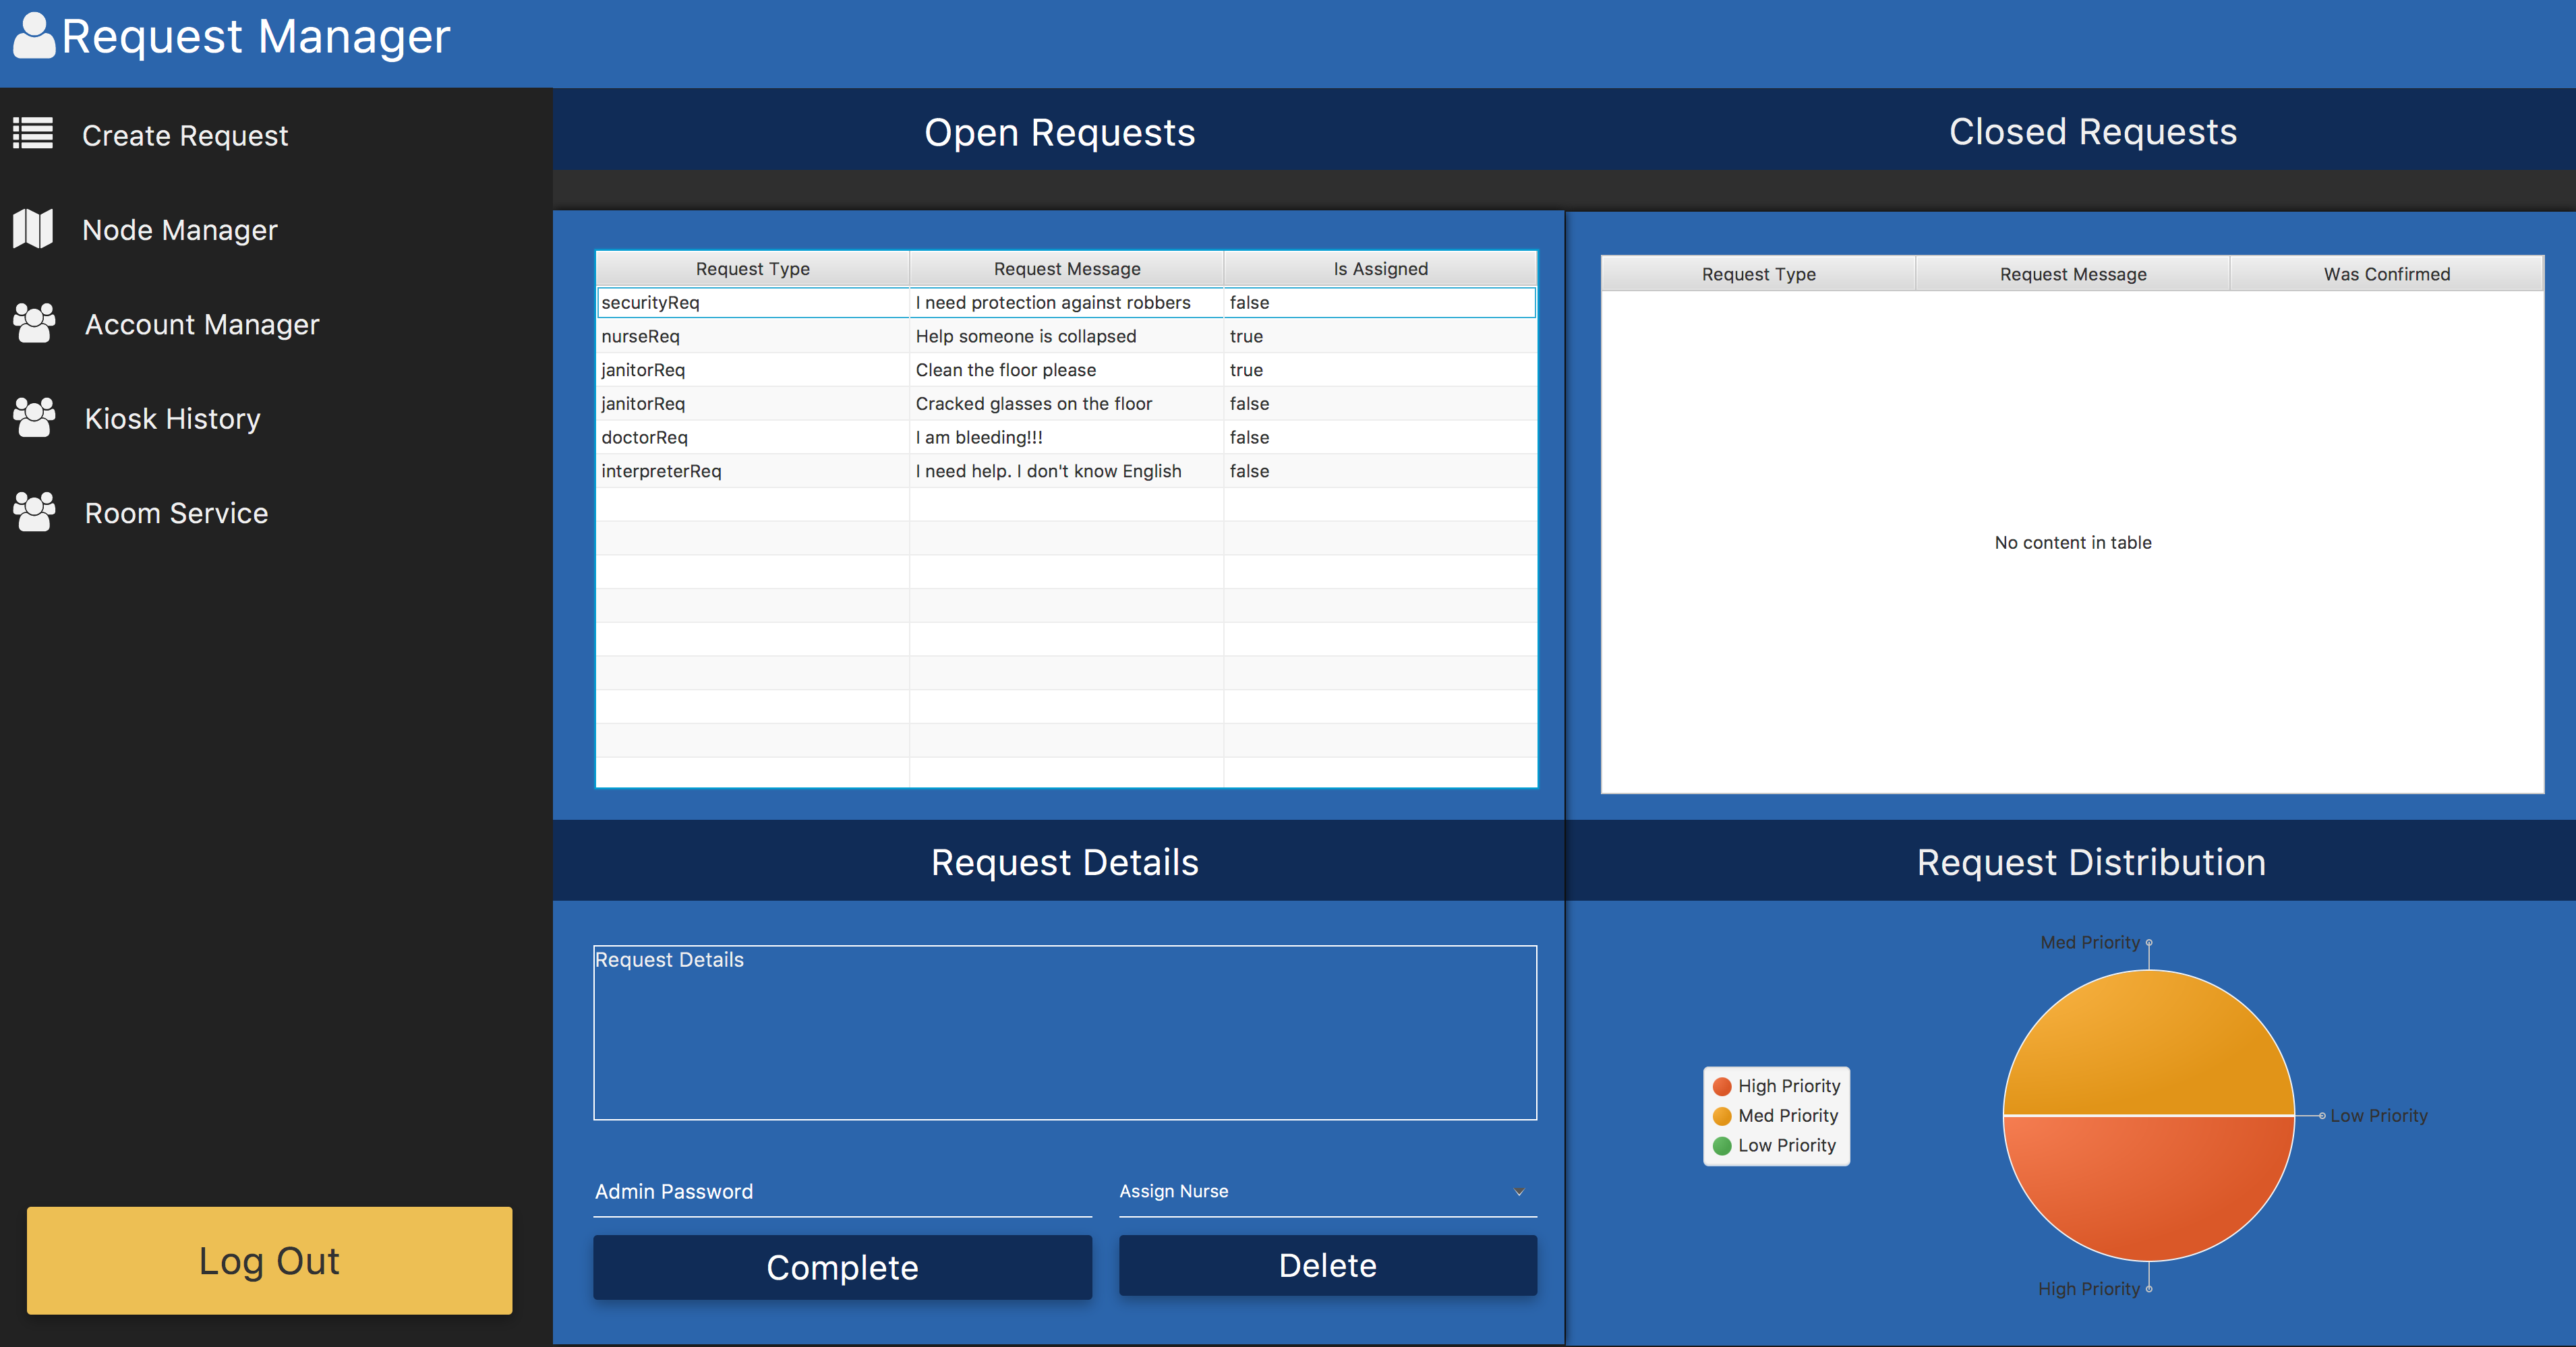 Request Manager
Create Request
Node Manager
Account Manager
Kiosk History
Room Service
Log Out
Open Requests
Request Type Request Message Is Assigned
securityReq I need protection against robbers false
nurseReq Help someone is collapsed true
janitorReq Clean the floor please true
janitorReq Cracked glasses on the floor false
doctorReq I am bleeding!!! false
interpreterReq I need help. I don't know English false
Closed Requests
Request Type Request Message Was Confirmed
No content in table
Request Details
Request Details
Admin Password
Assign Nurse
Complete
Delete
Request Distribution
High Priority
Med Priority
Low Priority
Med Priority
Low Priority
High Priority